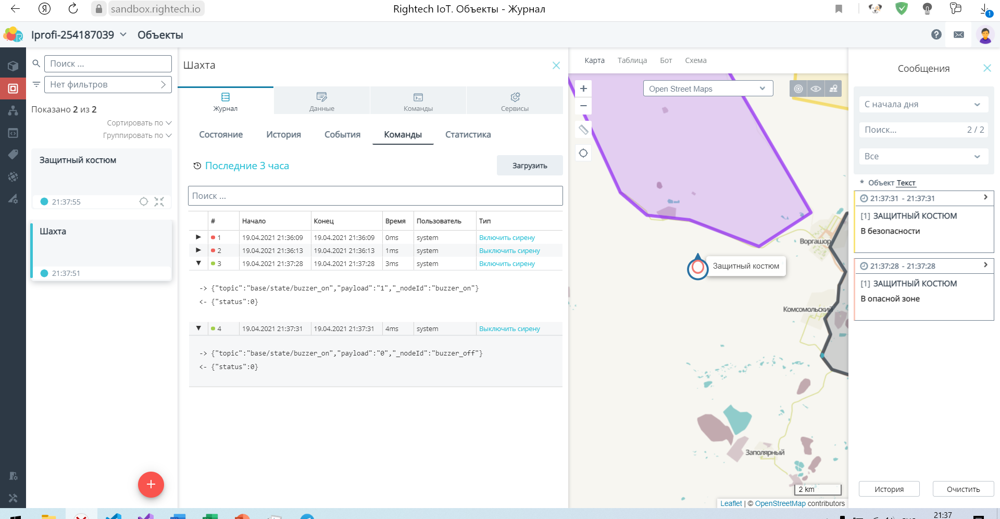 sandbox.rightech.io
Rightech IoT. Объекты - Журнал
1
Iprofi-254187039
Объекты
Поиск ...
Нет фильтров
Показано 2 из 2
Сортировать по
Группировать по
Защитный костюм
21:37:55
Шахта
21:37:51
+
Шахта
Журнал
Данные
Команды
Сервисы
Состояние
История
События
Команды
Статистика
Последние 3 часа
Загрузить
Поиск ...
# Начало Конец Время Пользователь Тип
1 19.04.2021 21:36:09 19.04.2021 21:36:09 0ms system Включить сирену
2 19.04.2021 21:36:13 19.04.2021 21:36:13 1ms system Выключить сирену
3 19.04.2021 21:37:28 19.04.2021 21:37:28 3ms system Включить сирену
-> {"topic":"base/state/buzzer_on","payload":"1","_nodeId":"buzzer_on"}
<- {"status":0}
4 19.04.2021 21:37:31 19.04.2021 21:37:31 4ms system Выключить сирену
-> {"topic":"base/state/buzzer_on","payload":"0","_nodeId":"buzzer_off"}
<- {"status":0}
Карта
Таблица
Бот
Схема
+
−
Open Street Maps
Воргашор
Защитный костюм
Комсомольский
Заполярный
2 km
Leaflet | © OpenStreetMap contributors
Сообщения
С начала дня
Поиск... 2 / 2
Все
* Объект Текст
21:37:31 - 21:37:31
[1] ЗАЩИТНЫЙ КОСТЮМ
В безопасности
21:37:28 - 21:37:28
[1] ЗАЩИТНЫЙ КОСТЮМ
В опасной зоне
История
Очистить
21:37